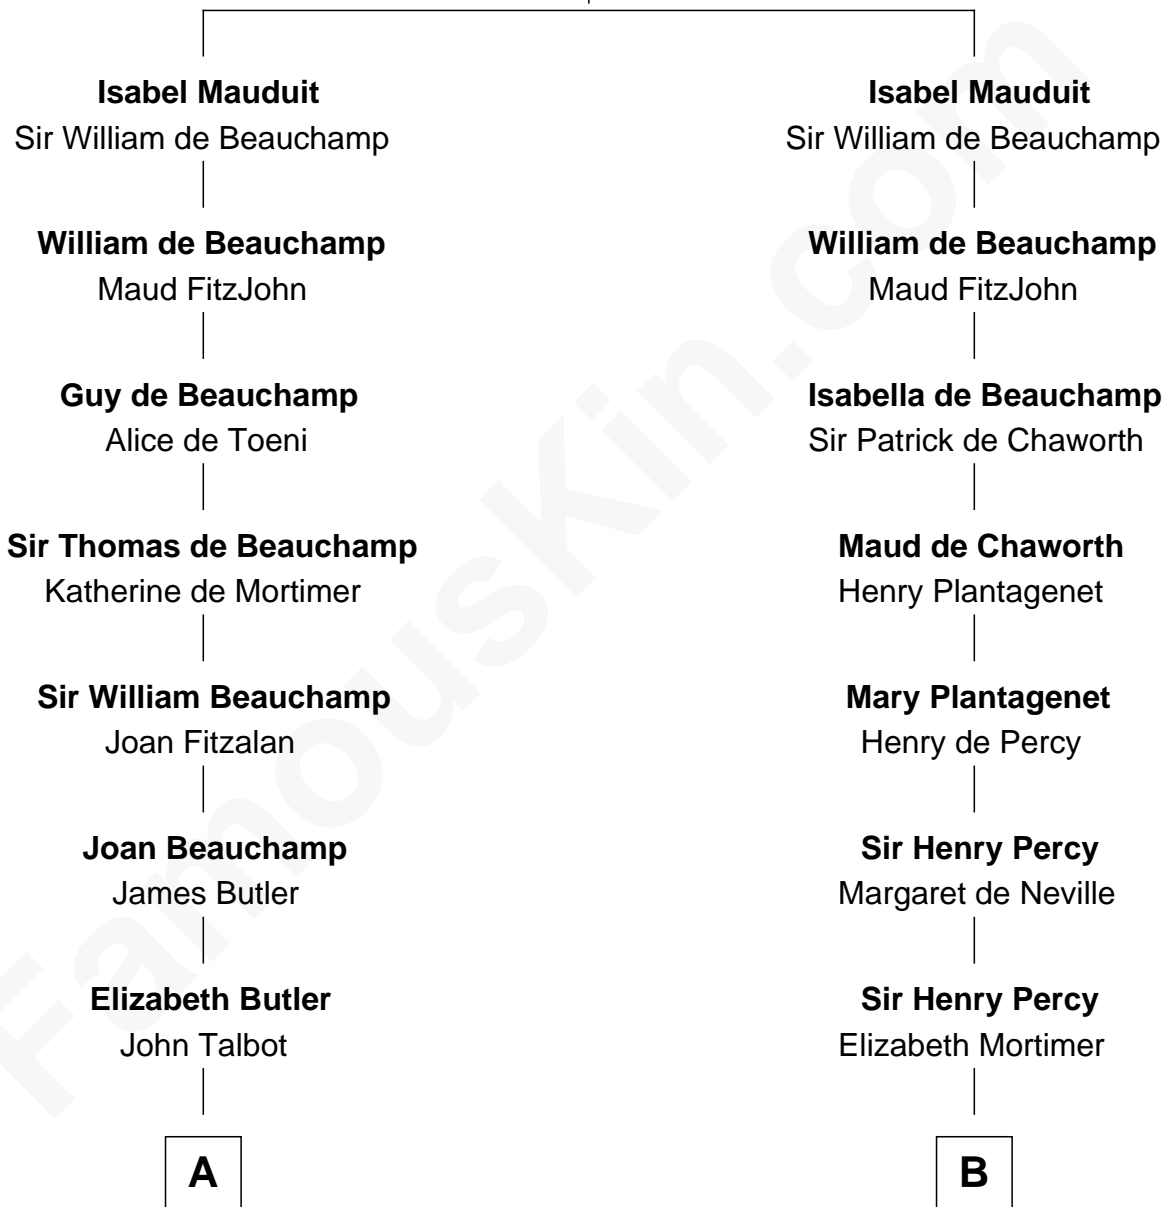 Isabel Mauduit
Sir William de Beauchamp
William de Beauchamp
Maud FitzJohn
Guy de Beauchamp
Alice de Toeni
Sir Thomas de Beauchamp
Katherine de Mortimer
Sir William Beauchamp
Joan Fitzalan
Joan Beauchamp
James Butler
Elizabeth Butler
John Talbot
A
Isabel Mauduit
Sir William de Beauchamp
William de Beauchamp
Maud FitzJohn
Isabella de Beauchamp
Sir Patrick de Chaworth
Maud de Chaworth
Henry Plantagenet
Mary Plantagenet
Henry de Percy
Sir Henry Percy
Margaret de Neville
Sir Henry Percy
Elizabeth Mortimer
B
FamousKin.com